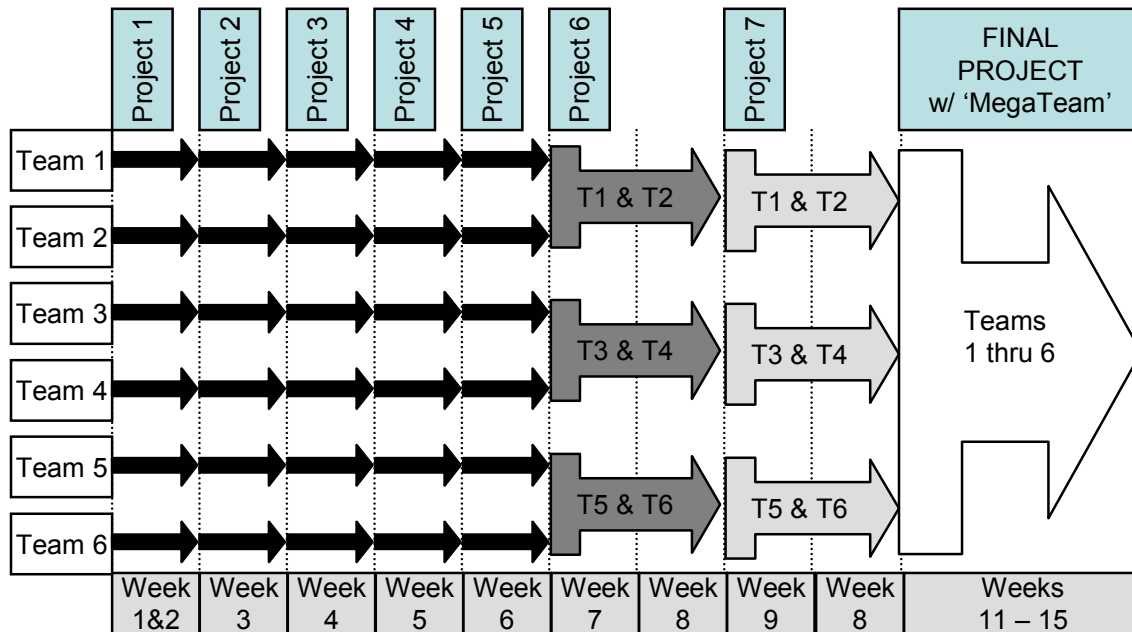 Project 1
Project 2
Project 3
Project 4
Project 5
Project 6
Project 7
FINAL
PROJECT
w/ ‘MegaTeam’
Team 1
Team 2
Team 3
Team 4
Team 5
Team 6
T1 & T2
T1 & T2
T3 & T4
T3 & T4
T5 & T6
T5 & T6
Teams
1 thru 6
Week
1&2
Week
3
Week
4
Week
5
Week
6
Week
7
Week
8
Week
9
Week
8
Weeks
11 – 15